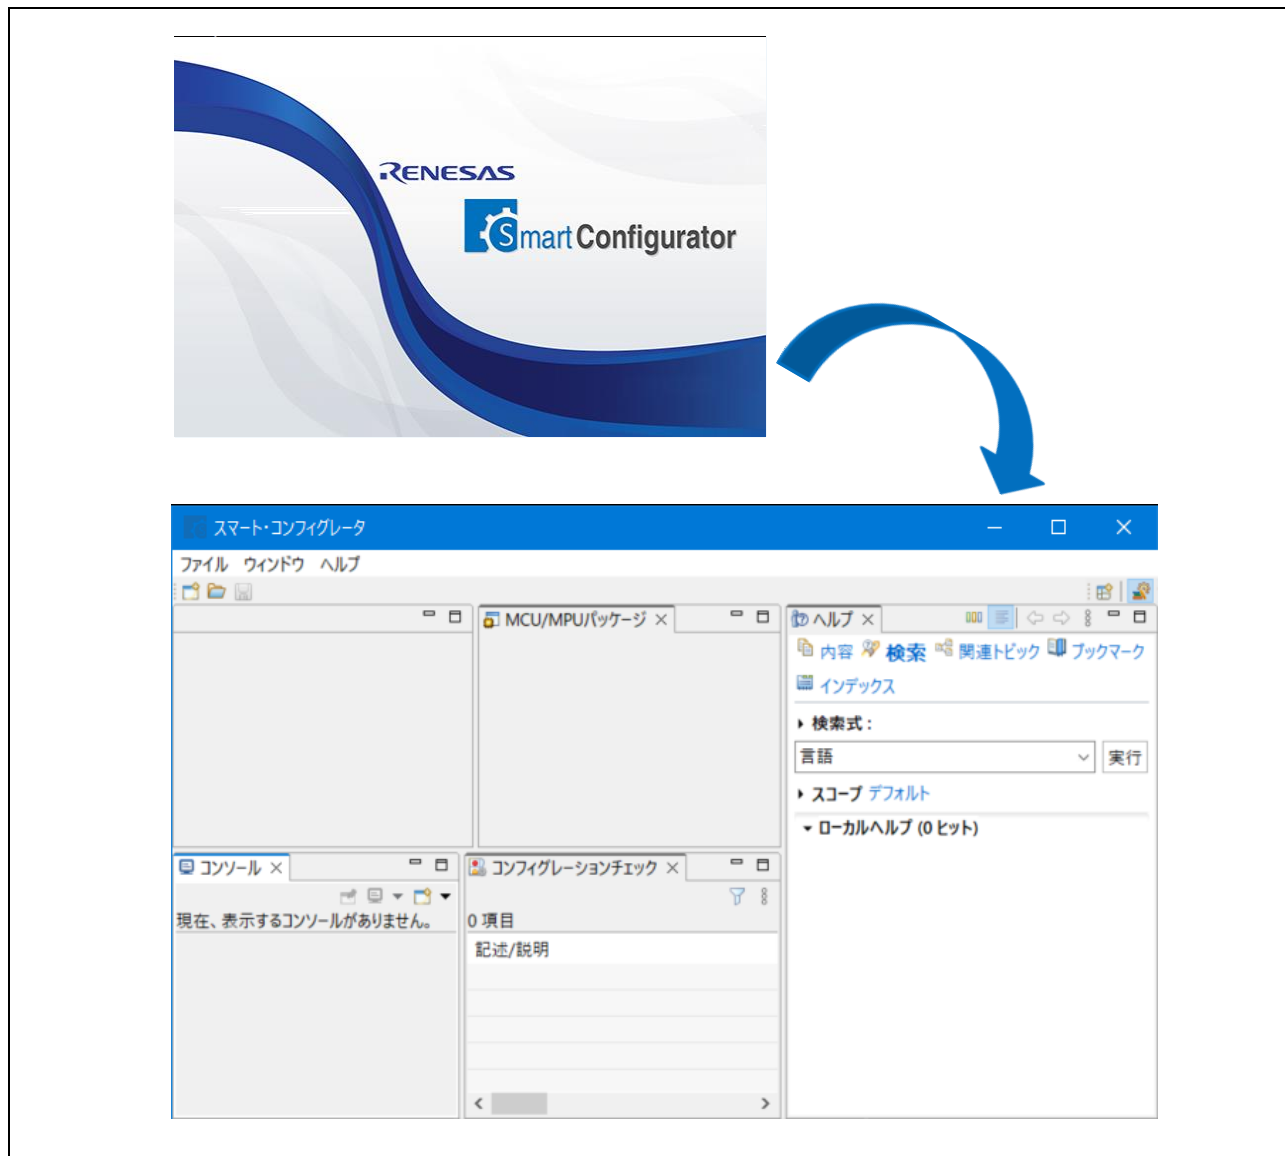 RENESAS
Smart Configurator
スマート・コンフィグレータ
ファイル ウィンドウ ヘルプ
MCU/MPUパッケージ
ヘルプ
内容 検索 関連トピック ブックマーク
インデックス
検索式 :
言語 実行
スコープ デフォルト
ローカルヘルプ (0 ヒット)
コンソール
現在、表示するコンソールがありません。
コンフィグレーションチェック
0 項目
記述/説明